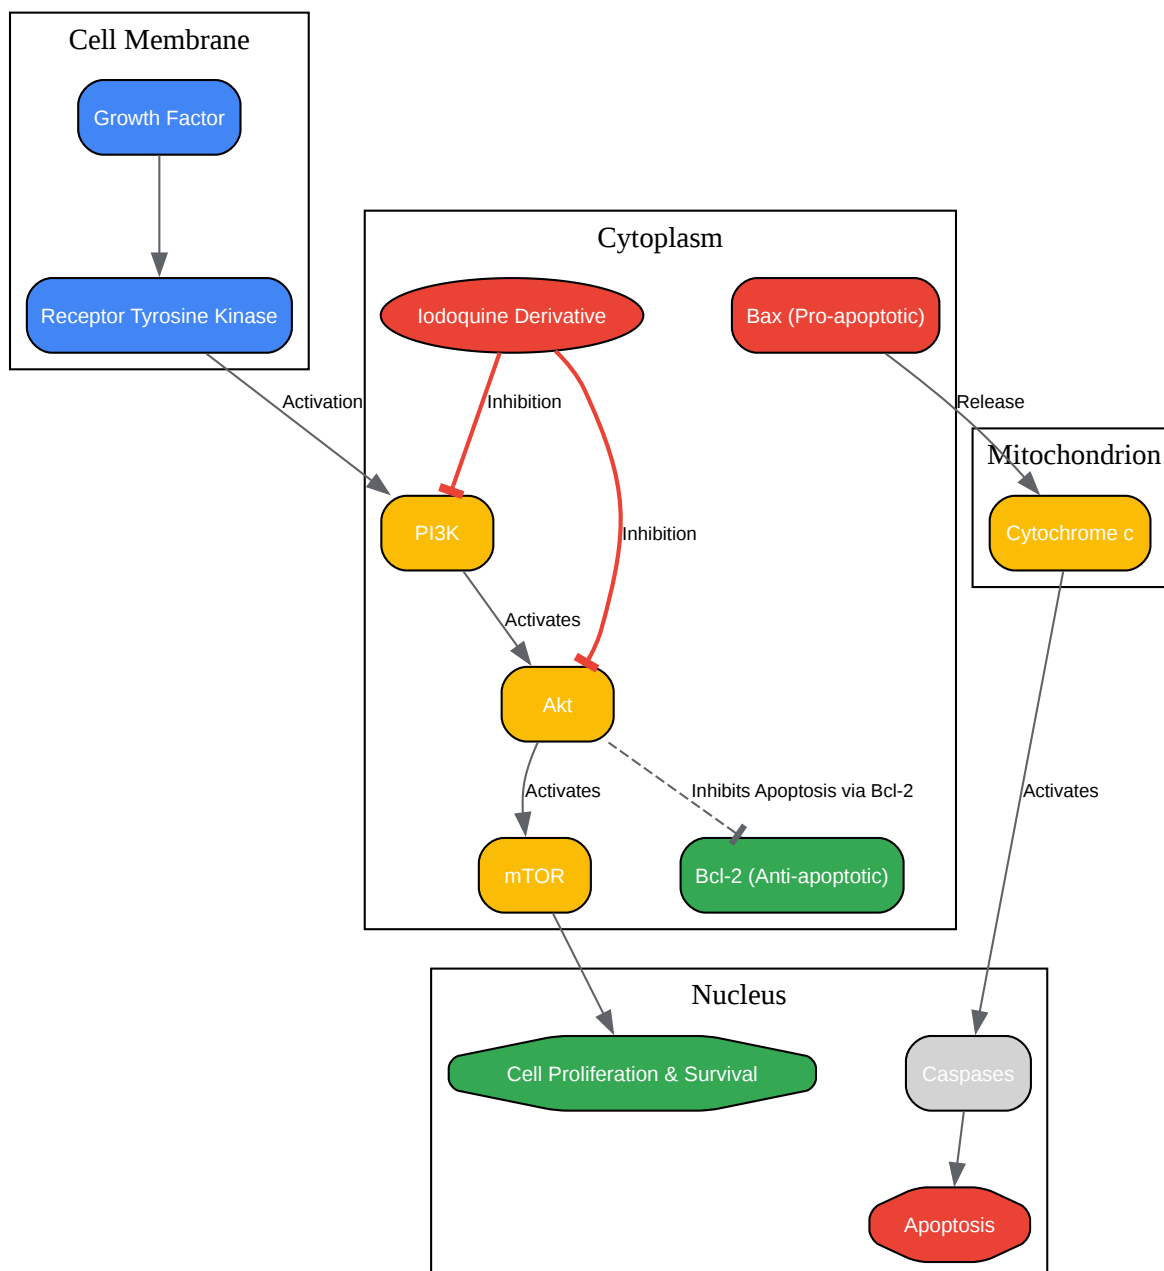 Cell Membrane
Growth Factor
Receptor Tyrosine Kinase
Activation
Cytoplasm
Iodoquine Derivative
Bax (Pro-apoptotic)
Inhibition
Release
Mitochondrion
PI3K
Inhibition
Cytochrome c
Activates
Akt
Activates
Inhibits Apoptosis via Bcl-2
Activates
mTOR
Bcl-2 (Anti-apoptotic)
Nucleus
Cell Proliferation & Survival
Caspases
Apoptosis